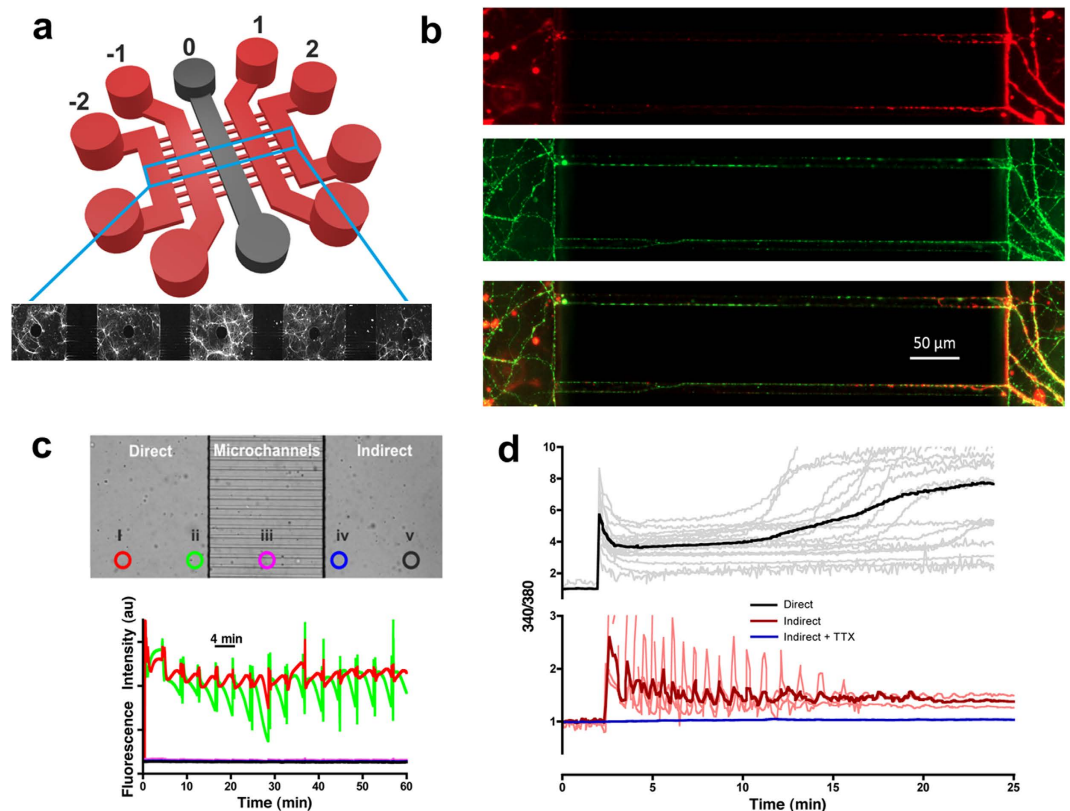 a
-2
-1
0
1
2
b
50 µm
c
Direct
Microchannels
Indirect
I
ii
iii
iv
v
4 min
Fluorescence Intensity (au)
0
10
20
30
40
50
60
Time (min)
d
10
8
6
4
2
340/380
Direct
Indirect
Indirect + TTX
3
2
1
0
5
10
15
20
25
Time (min)